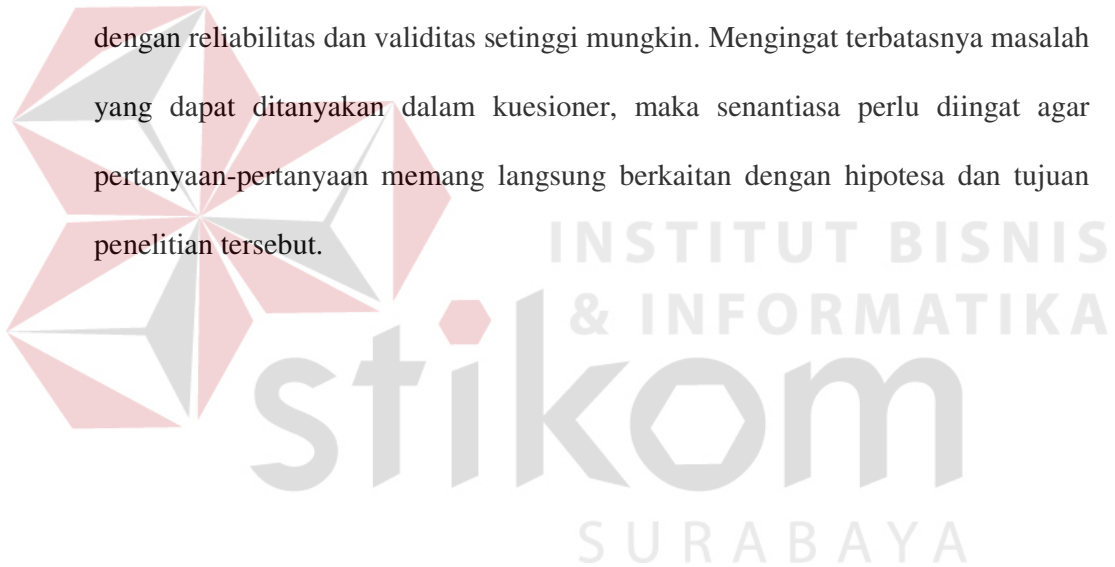 dengan reliabilitas dan validitas setinggi mungkin. Mengingat terbatasnya masalah
yang dapat ditanyakan dalam kuesioner, maka senantiasa perlu diingat agar
pertanyaan-pertanyaan memang langsung berkaitan dengan hipotesa dan tujuan
penelitian tersebut.
INSTITUT BISNIS
& INFORMATIKA
stikom
SURABAYA